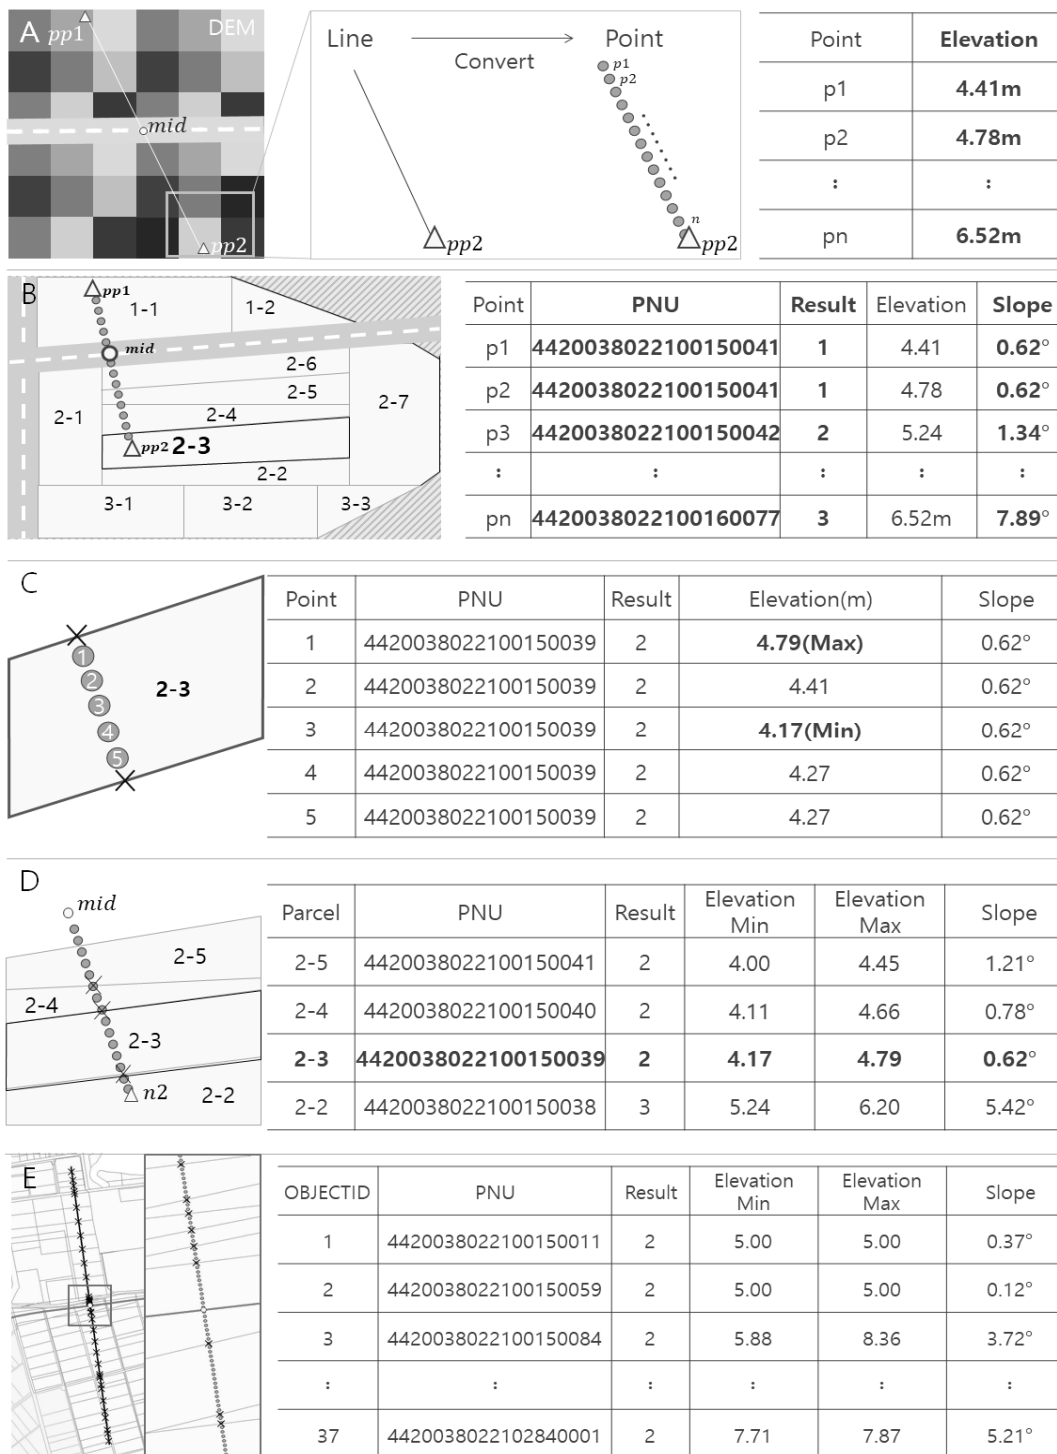 A
pp1
DEM
mid
pp2
Line
Convert
Point
p1
p2
n
pp2
pp2
Point Elevation
p1 4.41m
p2 4.78m
: :
pn 6.52m
B
pp1
1-1
1-2
mid
2-6
2-5
2-1
2-4
2-7
pp2 2-3
2-2
3-1
3-2
3-3
Point PNU Result Elevation Slope
p1 4420038022100150041 1 4.41 0.62°
p2 4420038022100150041 1 4.78 0.62°
p3 4420038022100150042 2 5.24 1.34°
: : : : :
pn 4420038022100160077 3 6.52m 7.89°
C
1
2
3
4
5
2-3
Point PNU Result Elevation(m) Slope
1 4420038022100150039 2 4.79(Max) 0.62°
2 4420038022100150039 2 4.41 0.62°
3 4420038022100150039 2 4.17(Min) 0.62°
4 4420038022100150039 2 4.27 0.62°
5 4420038022100150039 2 4.27 0.62°
D
mid
2-5
2-4
2-3
n2
2-2
Parcel PNU Result Elevation Min Elevation Max Slope
2-5 4420038022100150041 2 4.00 4.45 1.21°
2-4 4420038022100150040 2 4.11 4.66 0.78°
2-3 4420038022100150039 2 4.17 4.79 0.62°
2-2 4420038022100150038 3 5.24 6.20 5.42°
E
OBJECTID PNU Result Elevation Min Elevation Max Slope
1 4420038022100150011 2 5.00 5.00 0.37°
2 4420038022100150059 2 5.00 5.00 0.12°
3 4420038022100150084 2 5.88 8.36 3.72°
: : : : : :
37 4420038022102840001 2 7.71 7.87 5.21°